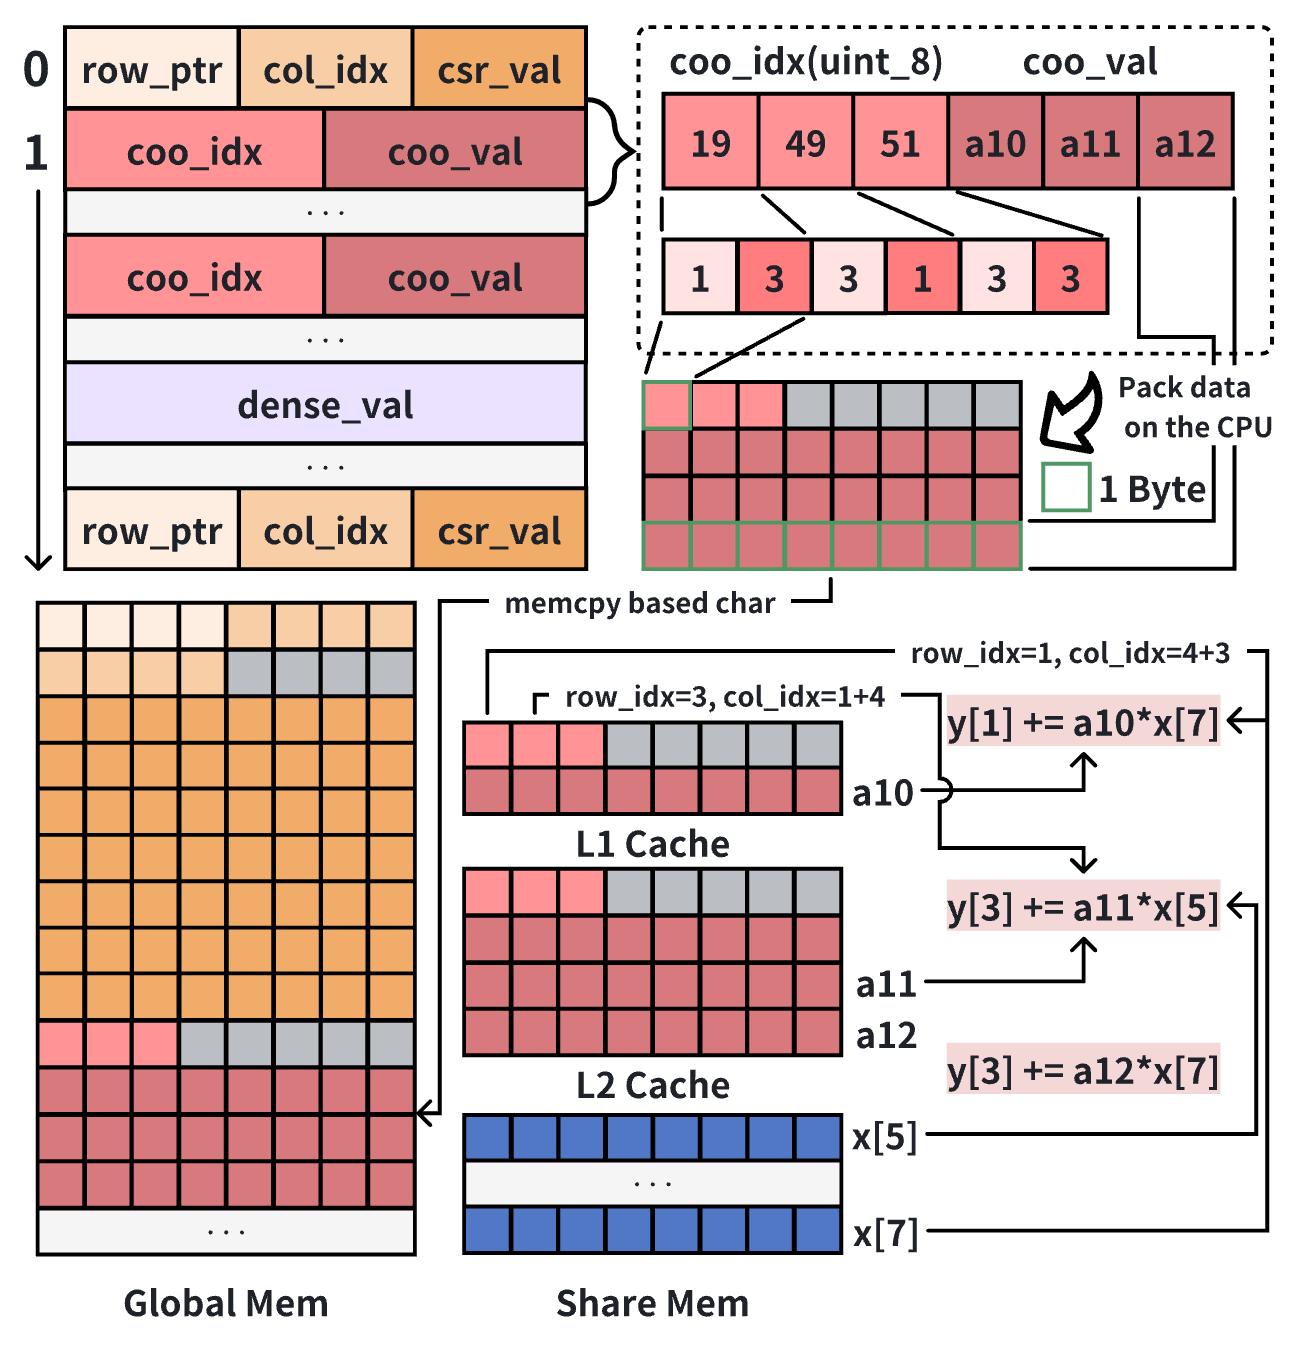 0
row_ptr col_idx csr_val
1
coo_idx coo_val
...
coo_idx coo_val
...
dense_val
...
row_ptr col_idx csr_val
coo_idx(uint_8) coo_val
19 49 51 a10 a11 a12
1 3 3 1 3 3
Pack data
on the CPU
1 Byte
memcpy based char
row_idx=1, col_idx=4+3
row_idx=3, col_idx=1+4
y[1] += a10*x[7]
a10
L1 Cache
y[3] += a11*x[5]
a11
a12
y[3] += a12*x[7]
L2 Cache
x[5]
...
x[7]
...
Global Mem
Share Mem